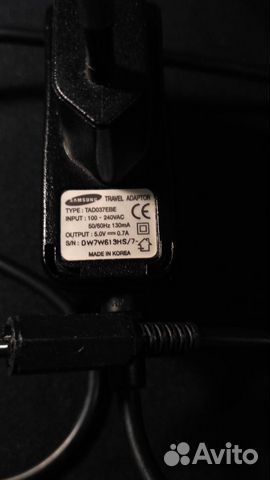 SAMSUNG TRAVEL ADAPTOR
TYPE : TAD037EBE
INPUT : 100 - 240VAC
50/60Hz 130mA
OUTPUT : 5.0V 0.7A
S/N : DW7W613HS/7-
MADE IN KOREA
Avito